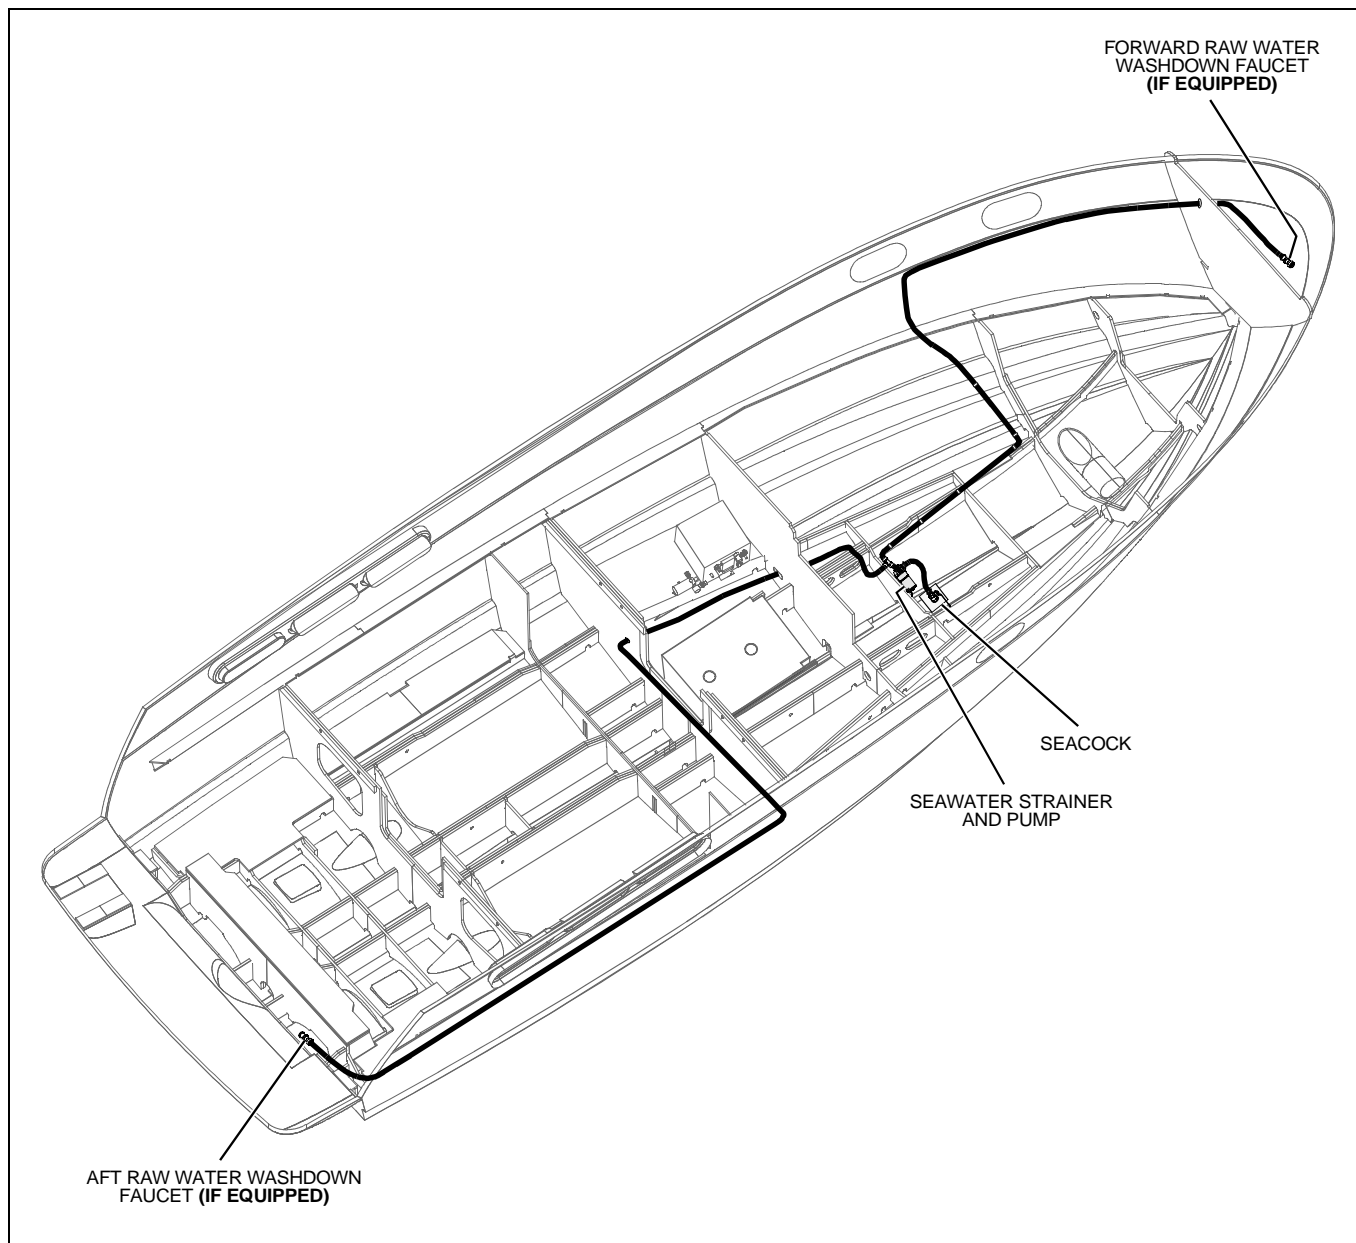 FORWARD RAW WATER
WASHDOWN FAUCET
(IF EQUIPPED)
SEACOCK
SEAWATER STRAINER
AND PUMP
AFT RAW WATER WASHDOWN
FAUCET (IF EQUIPPED)